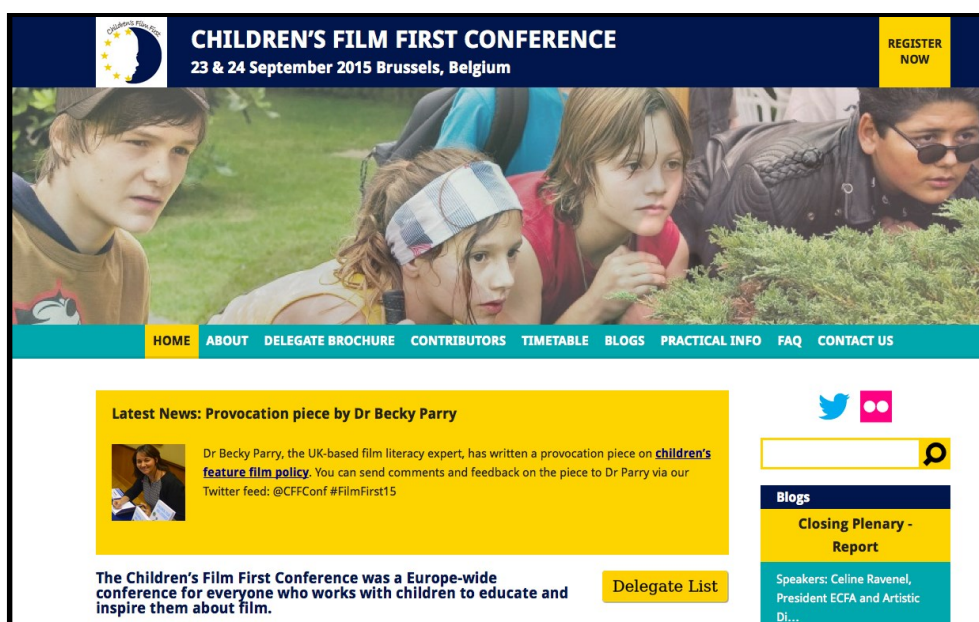 Children's Film First
CHILDREN'S FILM FIRST CONFERENCE
23 & 24 September 2015 Brussels, Belgium
REGISTER
NOW
HOME ABOUT DELEGATE BROCHURE CONTRIBUTORS TIMETABLE BLOGS PRACTICAL INFO FAQ CONTACT US
Latest News: Provocation piece by Dr Becky Parry
Dr Becky Parry, the UK-based film literacy expert, has written a provocation piece on children's
feature film policy. You can send comments and feedback on the piece to Dr Parry via our
Twitter feed: @CFFConf #FilmFirst15
The Children's Film First Conference was a Europe-wide
conference for everyone who works with children to educate and
inspire them about film.
Delegate List
Blogs
Closing Plenary -
Report
Speakers: Celine Ravenel,
President ECFA and Artistic
Di...